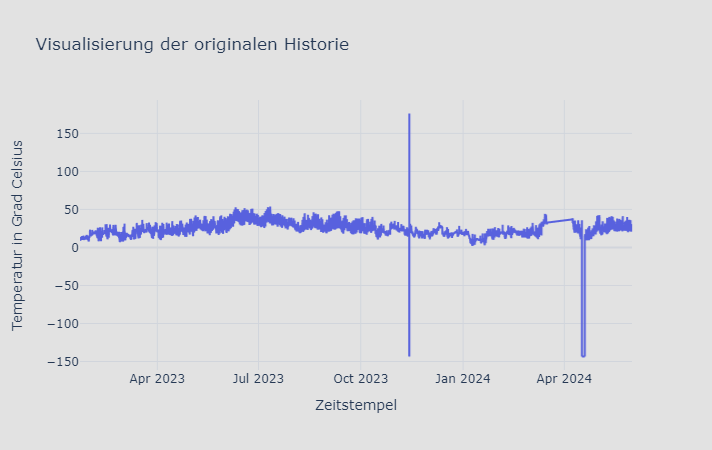 Visualisierung der originalen Historie
Temperatur in Grad Celsius
150
100
50
0
−50
−100
−150
Apr 2023
Jul 2023
Oct 2023
Jan 2024
Apr 2024
Zeitstempel